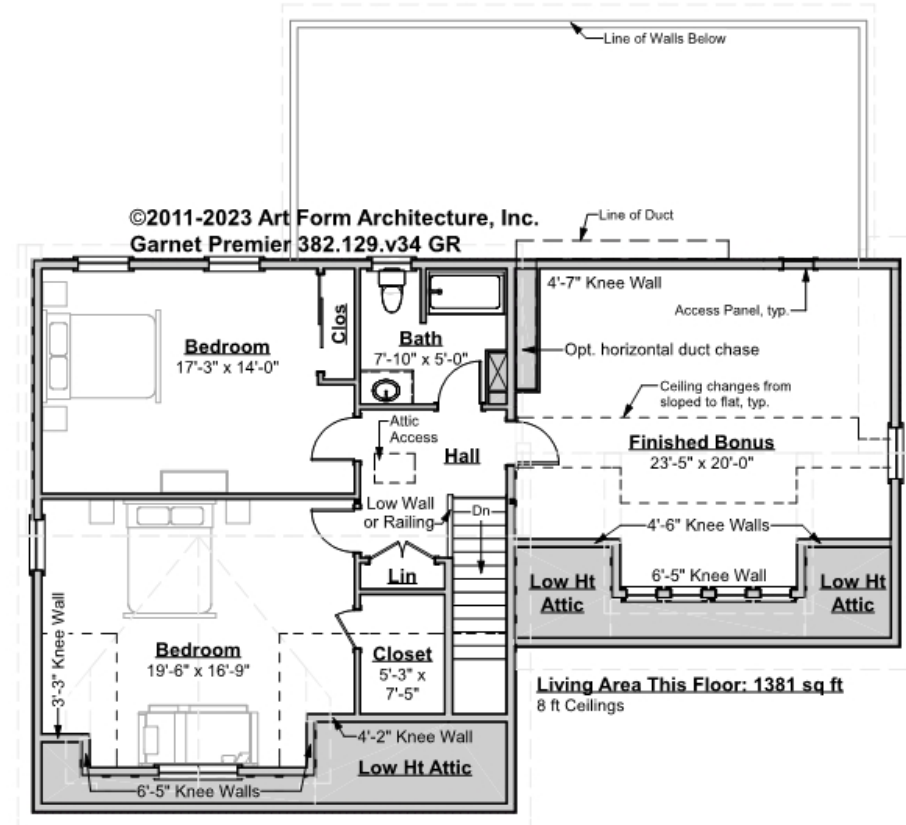 Line of Walls Below
©2011-2023 Art Form Architecture, Inc.
Garnet Premier 382.129.v34 GR
Line of Duct
4'-7" Knee Wall
Access Panel, typ.
Clos
Bath
7'-10" x 5'-0"
Bedroom
17'-3" x 14'-0"
Opt. horizontal duct chase
Ceiling changes from
sloped to flat, typ.
Attic
Access
Hall
Finished Bonus
23'-5" x 20'-0"
Low Wall
or Railing
Dn
4'-6" Knee Walls
Lin
6'-5" Knee Wall
Low Ht
Attic
Low Ht
Attic
3'-3" Knee Wall
Bedroom
19'-6" x 16'-9"
Closet
5'-3" x
7'-5"
Living Area This Floor: 1381 sq ft
8 ft Ceilings
4'-2" Knee Wall
Low Ht Attic
6'-5" Knee Walls